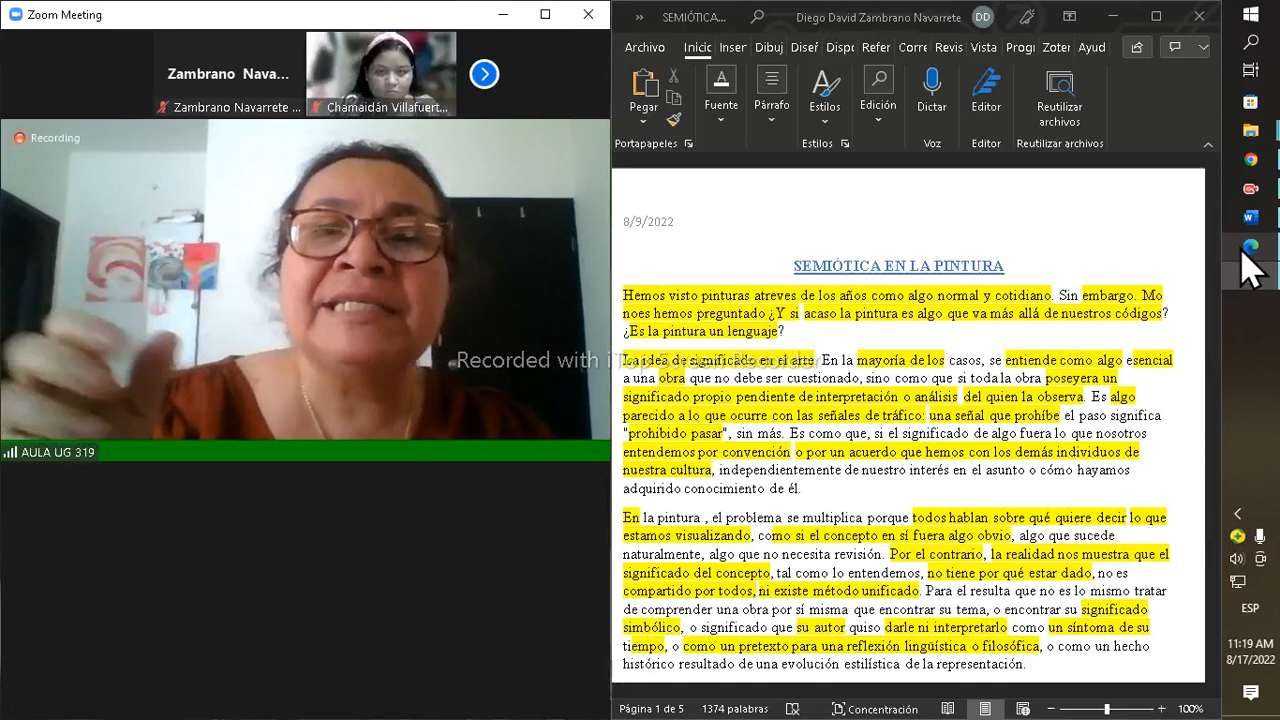 Zoom Meeting
Zambrano Nava...
Zambrano Navarrete ...
Chamaidán Villafuert...
Recording
Recorded with iTop Screen Recorder
AULA UG 319
SEMIÓTICA...
Diego David Zambrano Navarrete
DD
Archivo Inicic Inser Dibuj Diseñ Dispo Refer Corre Revis Vista Progr Zoter Ayud
Pegar
Fuente
Párrafo
Estilos
Edición
Dictar
Editor
Reutilizar
archivos
Portapapeles
Estilos
Voz
Editor
Reutilizar archivos
8/9/2022
SEMIÓTICA EN LA PINTURA
Hemos visto pinturas atreves de los años como algo normal y cotidiano. Sin embargo. Mo
noes hemos preguntado ¿Y si acaso la pintura es algo que va más allá de nuestros códigos?
¿Es la pintura un lenguaje?
La idea de significado en el arte. En la mayoría de los casos, se entiende como algo esencial
a una obra que no debe ser cuestionado, sino como que si toda la obra poseyera un
significado propio pendiente de interpretación o análisis del quien la observa. Es algo
parecido a lo que ocurre con las señales de tráfico: una señal que prohíbe el paso significa
"prohibido pasar", sin más. Es como que, si el significado de algo fuera lo que nosotros
entendemos por convención o por un acuerdo que hemos con los demás individuos de
nuestra cultura, independientemente de nuestro interés en el asunto o cómo hayamos
adquirido conocimiento de él.
En la pintura , el problema se multiplica porque todos hablan sobre qué quiere decir lo que
estamos visualizando, como si el concepto en sí fuera algo obvio, algo que sucede
naturalmente, algo que no necesita revisión. Por el contrario, la realidad nos muestra que el
significado del concepto, tal como lo entendemos, no tiene por qué estar dado, no es
compartido por todos, ni existe método unificado. Para el resulta que no es lo mismo tratar
de comprender una obra por sí misma que encontrar su tema, o encontrar su significado
simbólico, o significado que su autor quiso darle ni interpretarlo como un síntoma de su
tiempo, o como un pretexto para una reflexión lingüística o filosófica, o como un hecho
histórico resultado de una evolución estilística de la representación.
Página 1 de 5
1374 palabras
Concentración
100%
ESP
11:19 AM
8/17/2022